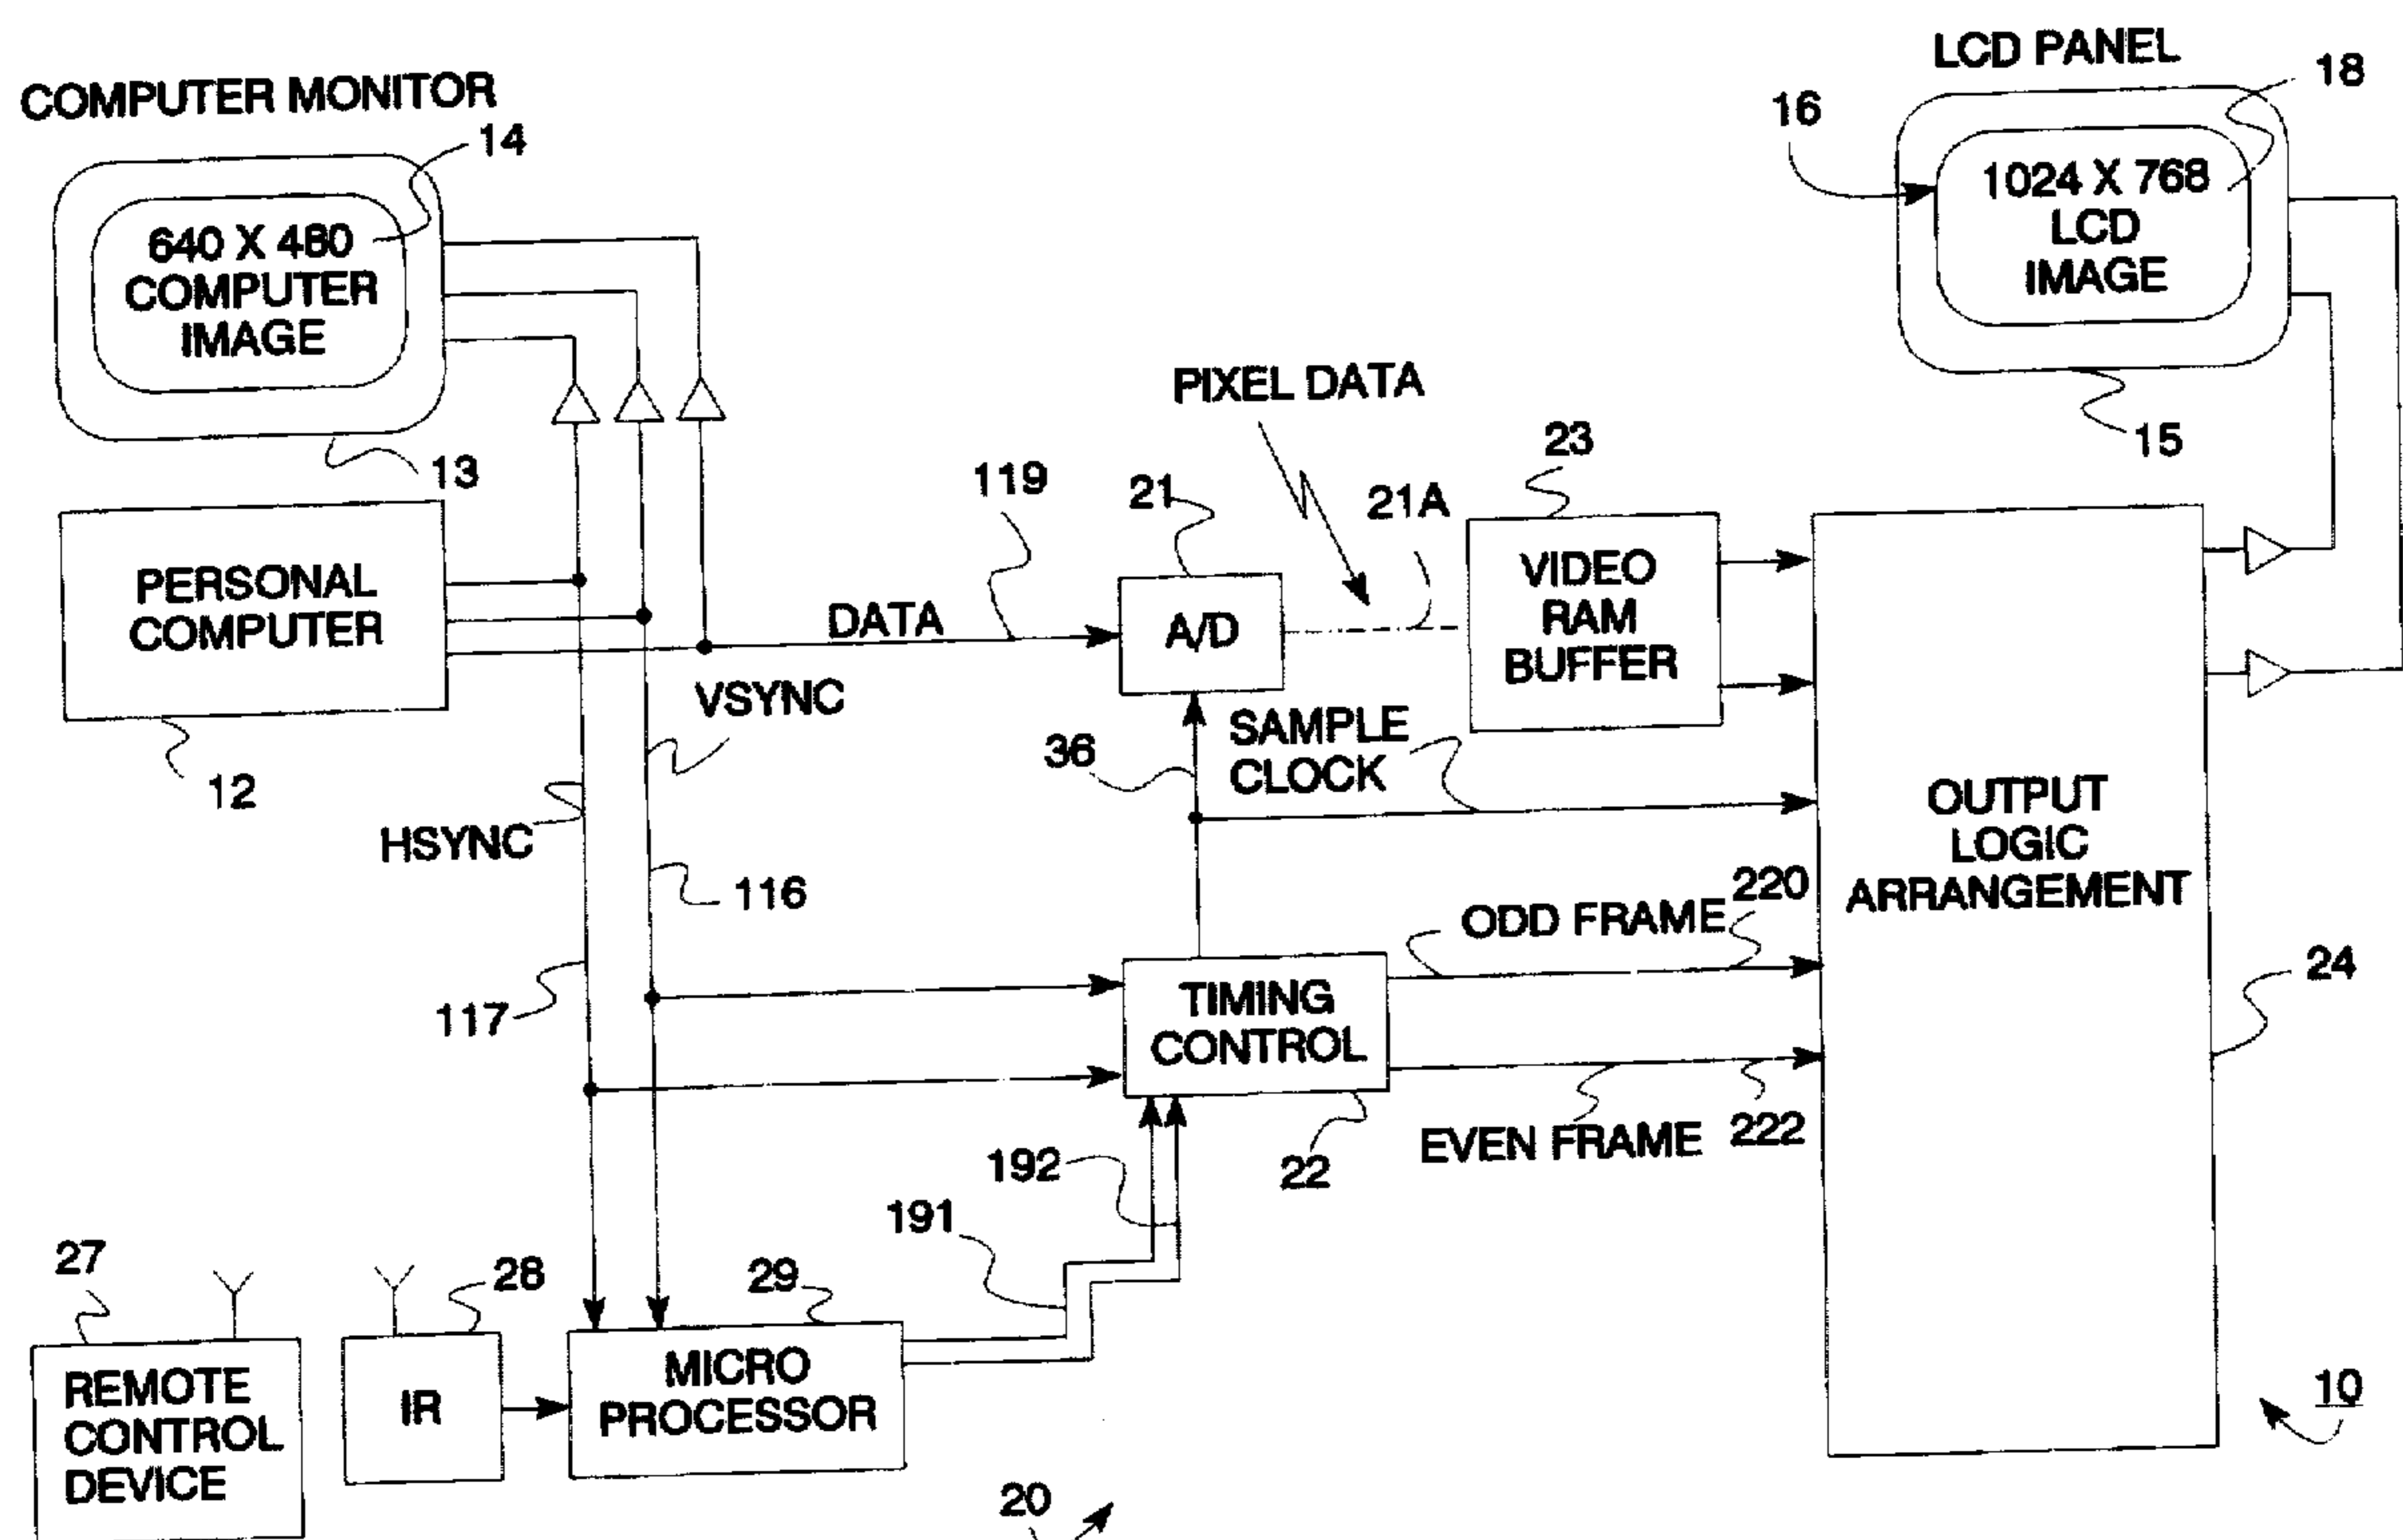 LCD PANEL
18
COMPUTER MONITOR
14
16
1024 X 768
LCD
IMAGE
640 X 480
COMPUTER
IMAGE
PIXEL DATA
15
13
23
119
21
21A
PERSONAL
COMPUTER
DATA
A/D
VIDEO
RAM
BUFFER
VSYNC
36
SAMPLE
CLOCK
12
HSYNC
OUTPUT
LOGIC
ARRANGEMENT
116
ODD FRAME
220
117
TIMING
CONTROL
24
EVEN FRAME
222
22
192
191
27
28
29
REMOTE
CONTROL
DEVICE
IR
MICRO
PROCESSOR
10
20